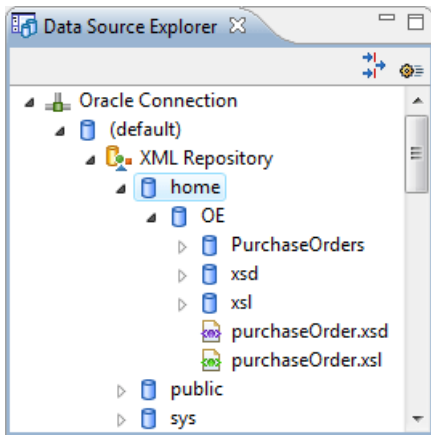 Data Source Explorer
Oracle Connection
(default)
XML Repository
home
OE
PurchaseOrders
xsd
xsl
purchaseOrder.xsd
purchaseOrder.xsl
public
sys